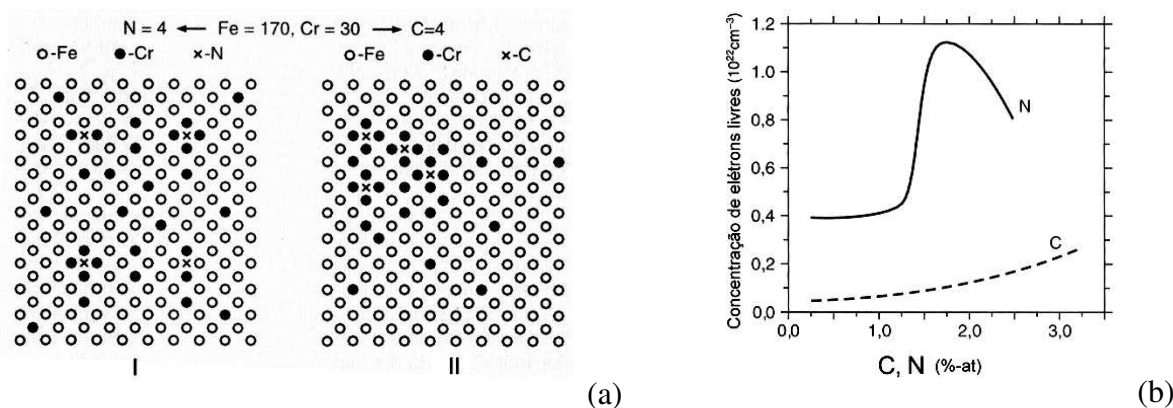 N = 4 ← Fe = 170, Cr = 30 → C=4
○-Fe ●-Cr ×-N ○-Fe ●-Cr ×-C
I II
(a)
Concentração de elétrons livres (10²²cm⁻³)
1.2
1.0
0,8
0,6
0,4
0,2
0,0
N
C
0,0 1,0 2,0 3,0
C, N (%-at)
(b)